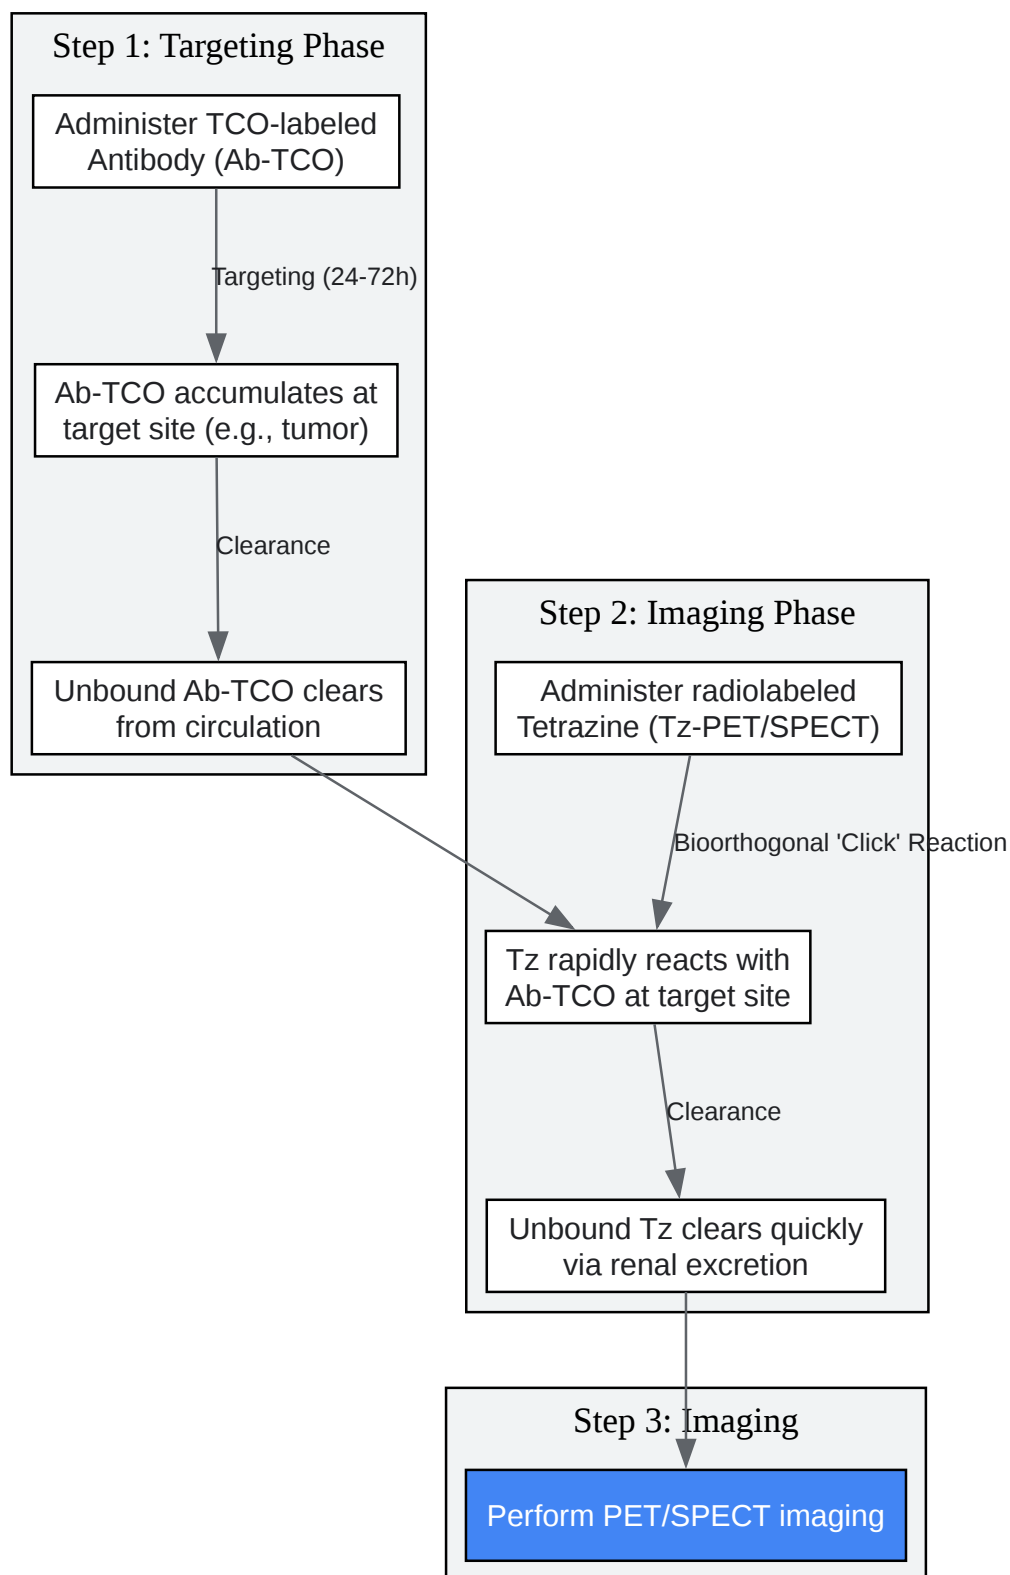 Step 1: Targeting Phase
Administer TCO-labeled
Antibody (Ab-TCO)
Targeting (24-72h)
Ab-TCO accumulates at
target site (e.g., tumor)
Clearance
Unbound Ab-TCO clears
from circulation
Step 2: Imaging Phase
Administer radiolabeled
Tetrazine (Tz-PET/SPECT)
Bioorthogonal 'Click' Reaction
Tz rapidly reacts with
Ab-TCO at target site
Clearance
Unbound Tz clears quickly
via renal excretion
Step 3: Imaging
Perform PET/SPECT imaging